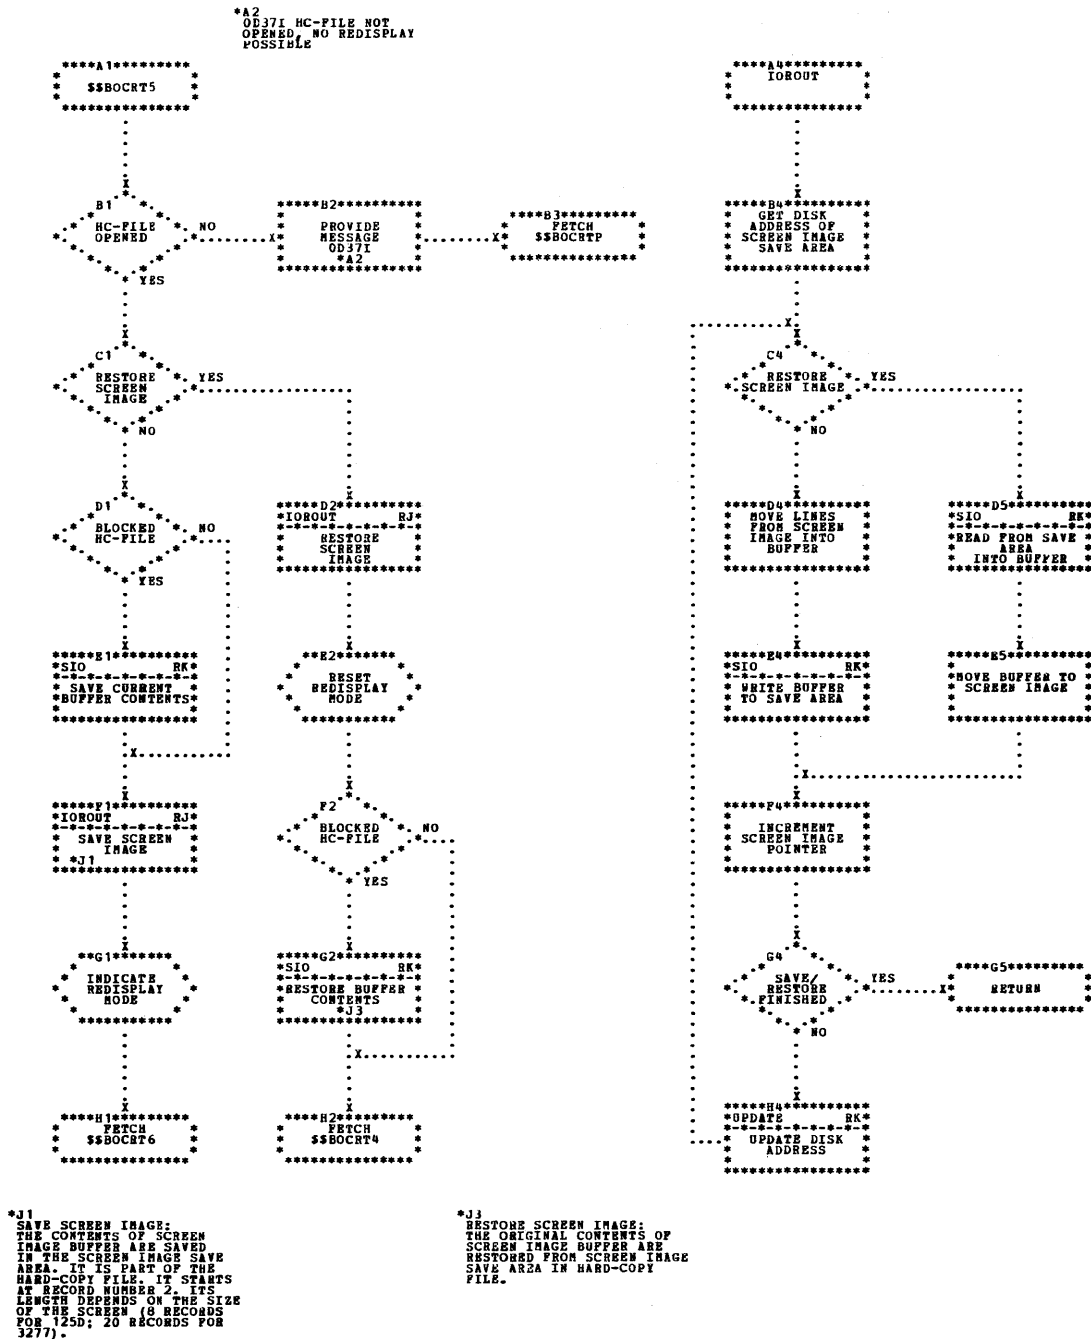 *A2
OD37I HC-FILE NOT
OPENED, NO REDISPLAY
POSSIBLE
****A1*********
$$BOCRT5
****A4*********
IOROUT
B1
HC-FILE
OPENED
NO
YES
*****B2**********
PROVIDE
MESSAGE
OD37I
*A2
****B3*********
FETCH
$$BOCRTP
*****B4**********
GET DISK
ADDRESS OF
SCREEN IMAGE
SAVE AREA
C1
RESTORE
SCREEN
IMAGE
YES
NO
C4
RESTORE
SCREEN IMAGE
YES
NO
D1
BLOCKED
HC-FILE
NO
YES
*****D2**********
*IOROUT RJ*
*-*-*-*-*-*-*-*-*
RESTORE
SCREEN
IMAGE
*****D4**********
MOVE LINES
FROM SCREEN
IMAGE INTO
BUFFER
*****D5**********
*SIO RK*
*-*-*-*-*-*-*-*-*
*READ FROM SAVE *
AREA
INTO BUFFER
*****E1**********
*SIO RK*
*-*-*-*-*-*-*-*-*
* SAVE CURRENT *
*BUFFER CONTENTS*
**E2*******
RESET
REDISPLAY
MODE
*****E4**********
*SIO RK*
*-*-*-*-*-*-*-*-*
WRITE BUFFER
TO SAVE AREA
*****E5**********
*MOVE BUFFER TO *
SCREEN IMAGE
*****F1**********
*IOROUT RJ*
*-*-*-*-*-*-*-*-*
SAVE SCREEN
IMAGE
*J1
F2
BLOCKED
HC-FILE
NO
YES
*****F4**********
INCREMENT
SCREEN IMAGE
POINTER
**G1*******
INDICATE
REDISPLAY
MODE
*****G2**********
*SIO RK*
*-*-*-*-*-*-*-*-*
*RESTORE BUFFER *
CONTENTS
*J3
G4
SAVE/
RESTORE
FINISHED
YES
NO
****G5*********
RETURN
****H1*********
FETCH
$$BOCRT6
****H2*********
FETCH
$$BOCRT4
*****H4**********
*UPDATE RK*
*-*-*-*-*-*-*-*-*
UPDATE DISK
ADDRESS
*J1
SAVE SCREEN IMAGE:
THE CONTENTS OF SCREEN
IMAGE BUFFER ARE SAVED
IN THE SCREEN IMAGE SAVE
AREA. IT IS PART OF THE
HARD-COPY FILE. IT STARTS
AT RECORD NUMBER 2. ITS
LENGTH DEPENDS ON THE SIZE
OF THE SCREEN (8 RECORDS
FOR 125D; 20 RECORDS FOR
3277).
*J3
RESTORE SCREEN IMAGE:
THE ORIGINAL CONTENTS OF
SCREEN IMAGE BUFFER ARE
RESTORED FROM SCREEN IMAGE
SAVE AREA IN HARD-COPY
FILE.